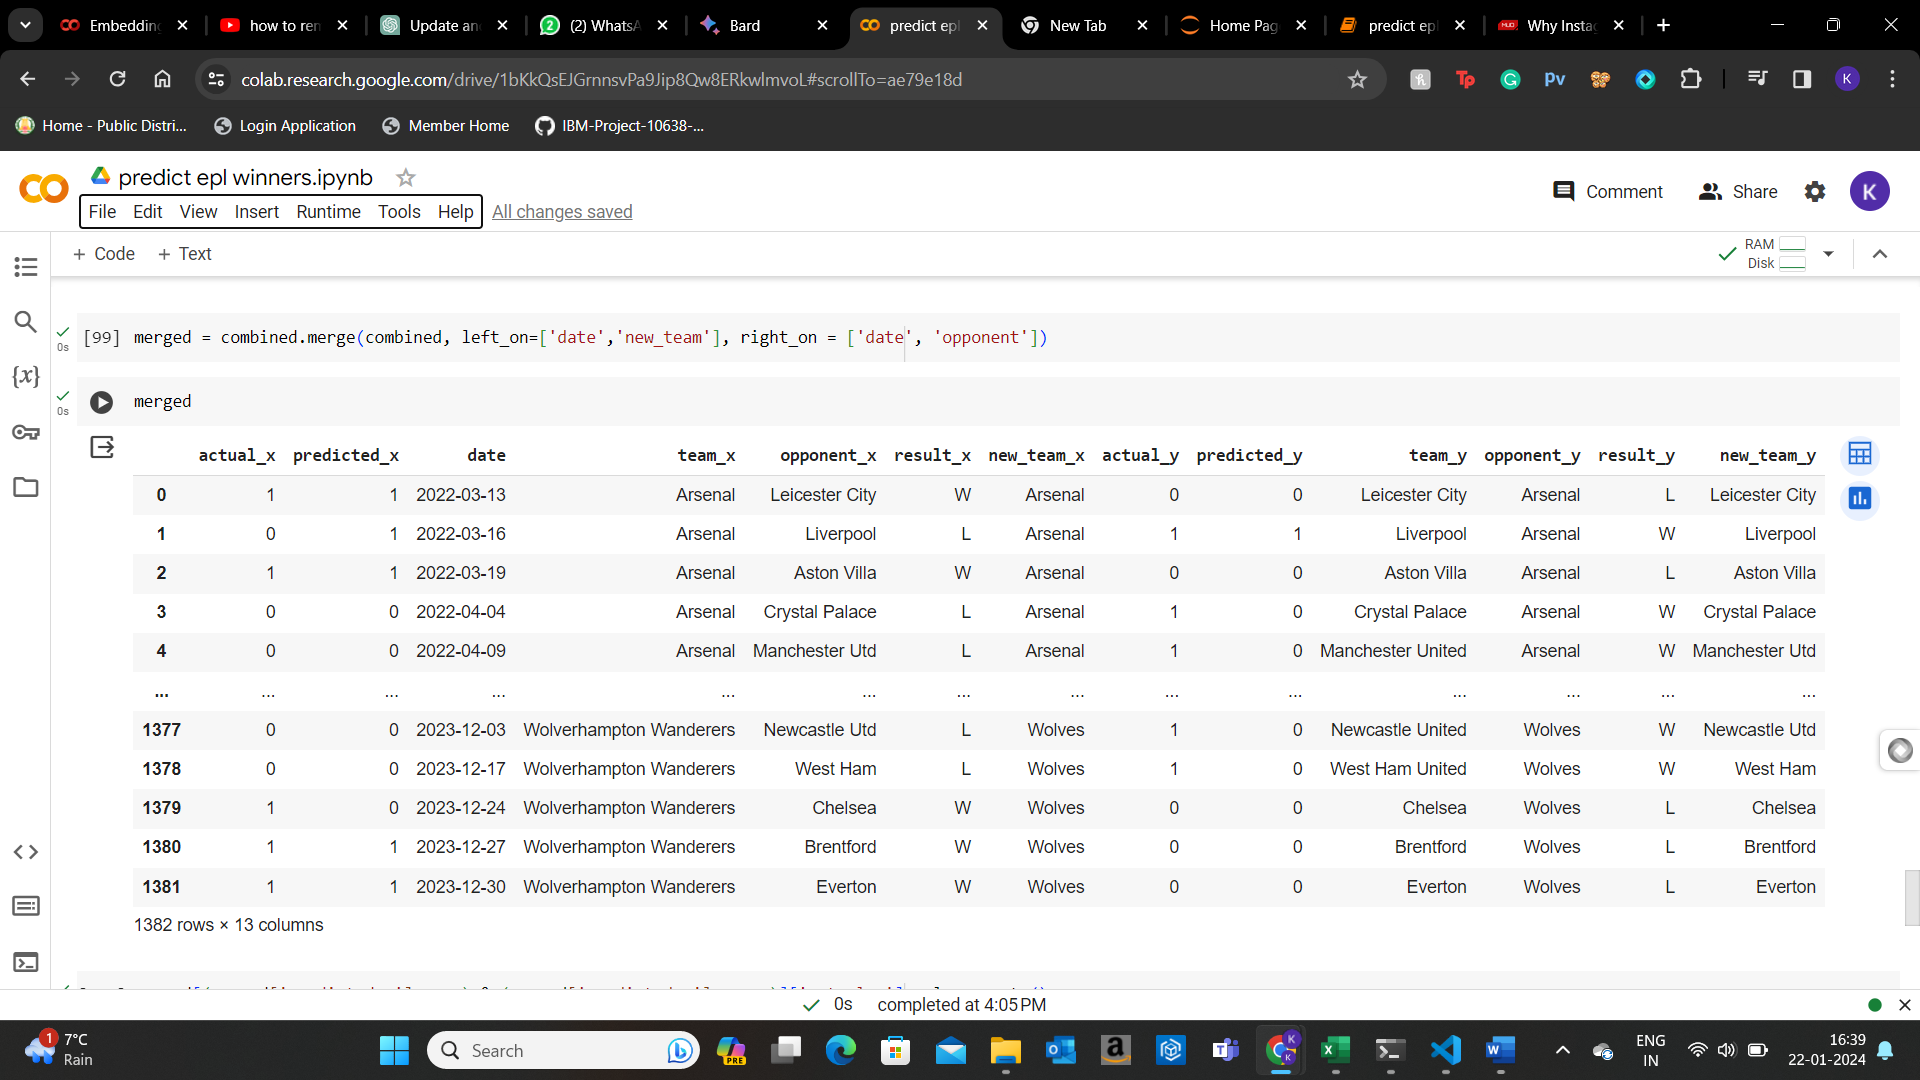 Embedding
how to ren
Update an
(2) WhatsA
Bard
predict epl
New Tab
Home Pag
predict ep
Why Insta
colab.research.google.com/drive/1bKkQsEJGrnnsvPa9Jip8Qw8ERkwlmvoL#scrollTo=ae79e18d
Tp
Pv
K
Home - Public Distri...
Login Application
Member Home
IBM-Project-10638-...
predict epl winners.ipynb
File Edit View Insert Runtime Tools Help All changes saved
Comment
Share
K
+ Code + Text
RAM
Disk
[99] merged = combined.merge(combined, left_on=['date','new_team'], right_on = ['date', 'opponent'])
0s
merged
0s
actual_x predicted_x date team_x opponent_x result_x new_team_x actual_y predicted_y team_y opponent_y result_y new_team_y
0 1 1 2022-03-13 Arsenal Leicester City W Arsenal 0 0 Leicester City Arsenal L Leicester City
1 0 1 2022-03-16 Arsenal Liverpool L Arsenal 1 1 Liverpool Arsenal W Liverpool
2 1 1 2022-03-19 Arsenal Aston Villa W Arsenal 0 0 Aston Villa Arsenal L Aston Villa
3 0 0 2022-04-04 Arsenal Crystal Palace L Arsenal 1 0 Crystal Palace Arsenal W Crystal Palace
4 0 0 2022-04-09 Arsenal Manchester Utd L Arsenal 1 0 Manchester United Arsenal W Manchester Utd
... ... ... ... ... ... ... ... ... ... ... ... ... ...
1377 0 0 2023-12-03 Wolverhampton Wanderers Newcastle Utd L Wolves 1 0 Newcastle United Wolves W Newcastle Utd
1378 0 0 2023-12-17 Wolverhampton Wanderers West Ham L Wolves 1 0 West Ham United Wolves W West Ham
1379 1 0 2023-12-24 Wolverhampton Wanderers Chelsea W Wolves 0 0 Chelsea Wolves L Chelsea
1380 1 1 2023-12-27 Wolverhampton Wanderers Brentford W Wolves 0 0 Brentford Wolves L Brentford
1381 1 1 2023-12-30 Wolverhampton Wanderers Everton W Wolves 0 0 Everton Wolves L Everton
1382 rows × 13 columns
0s completed at 4:05 PM
1
7°C
Rain
Search
PRE
ENG
IN
16:39
22-01-2024